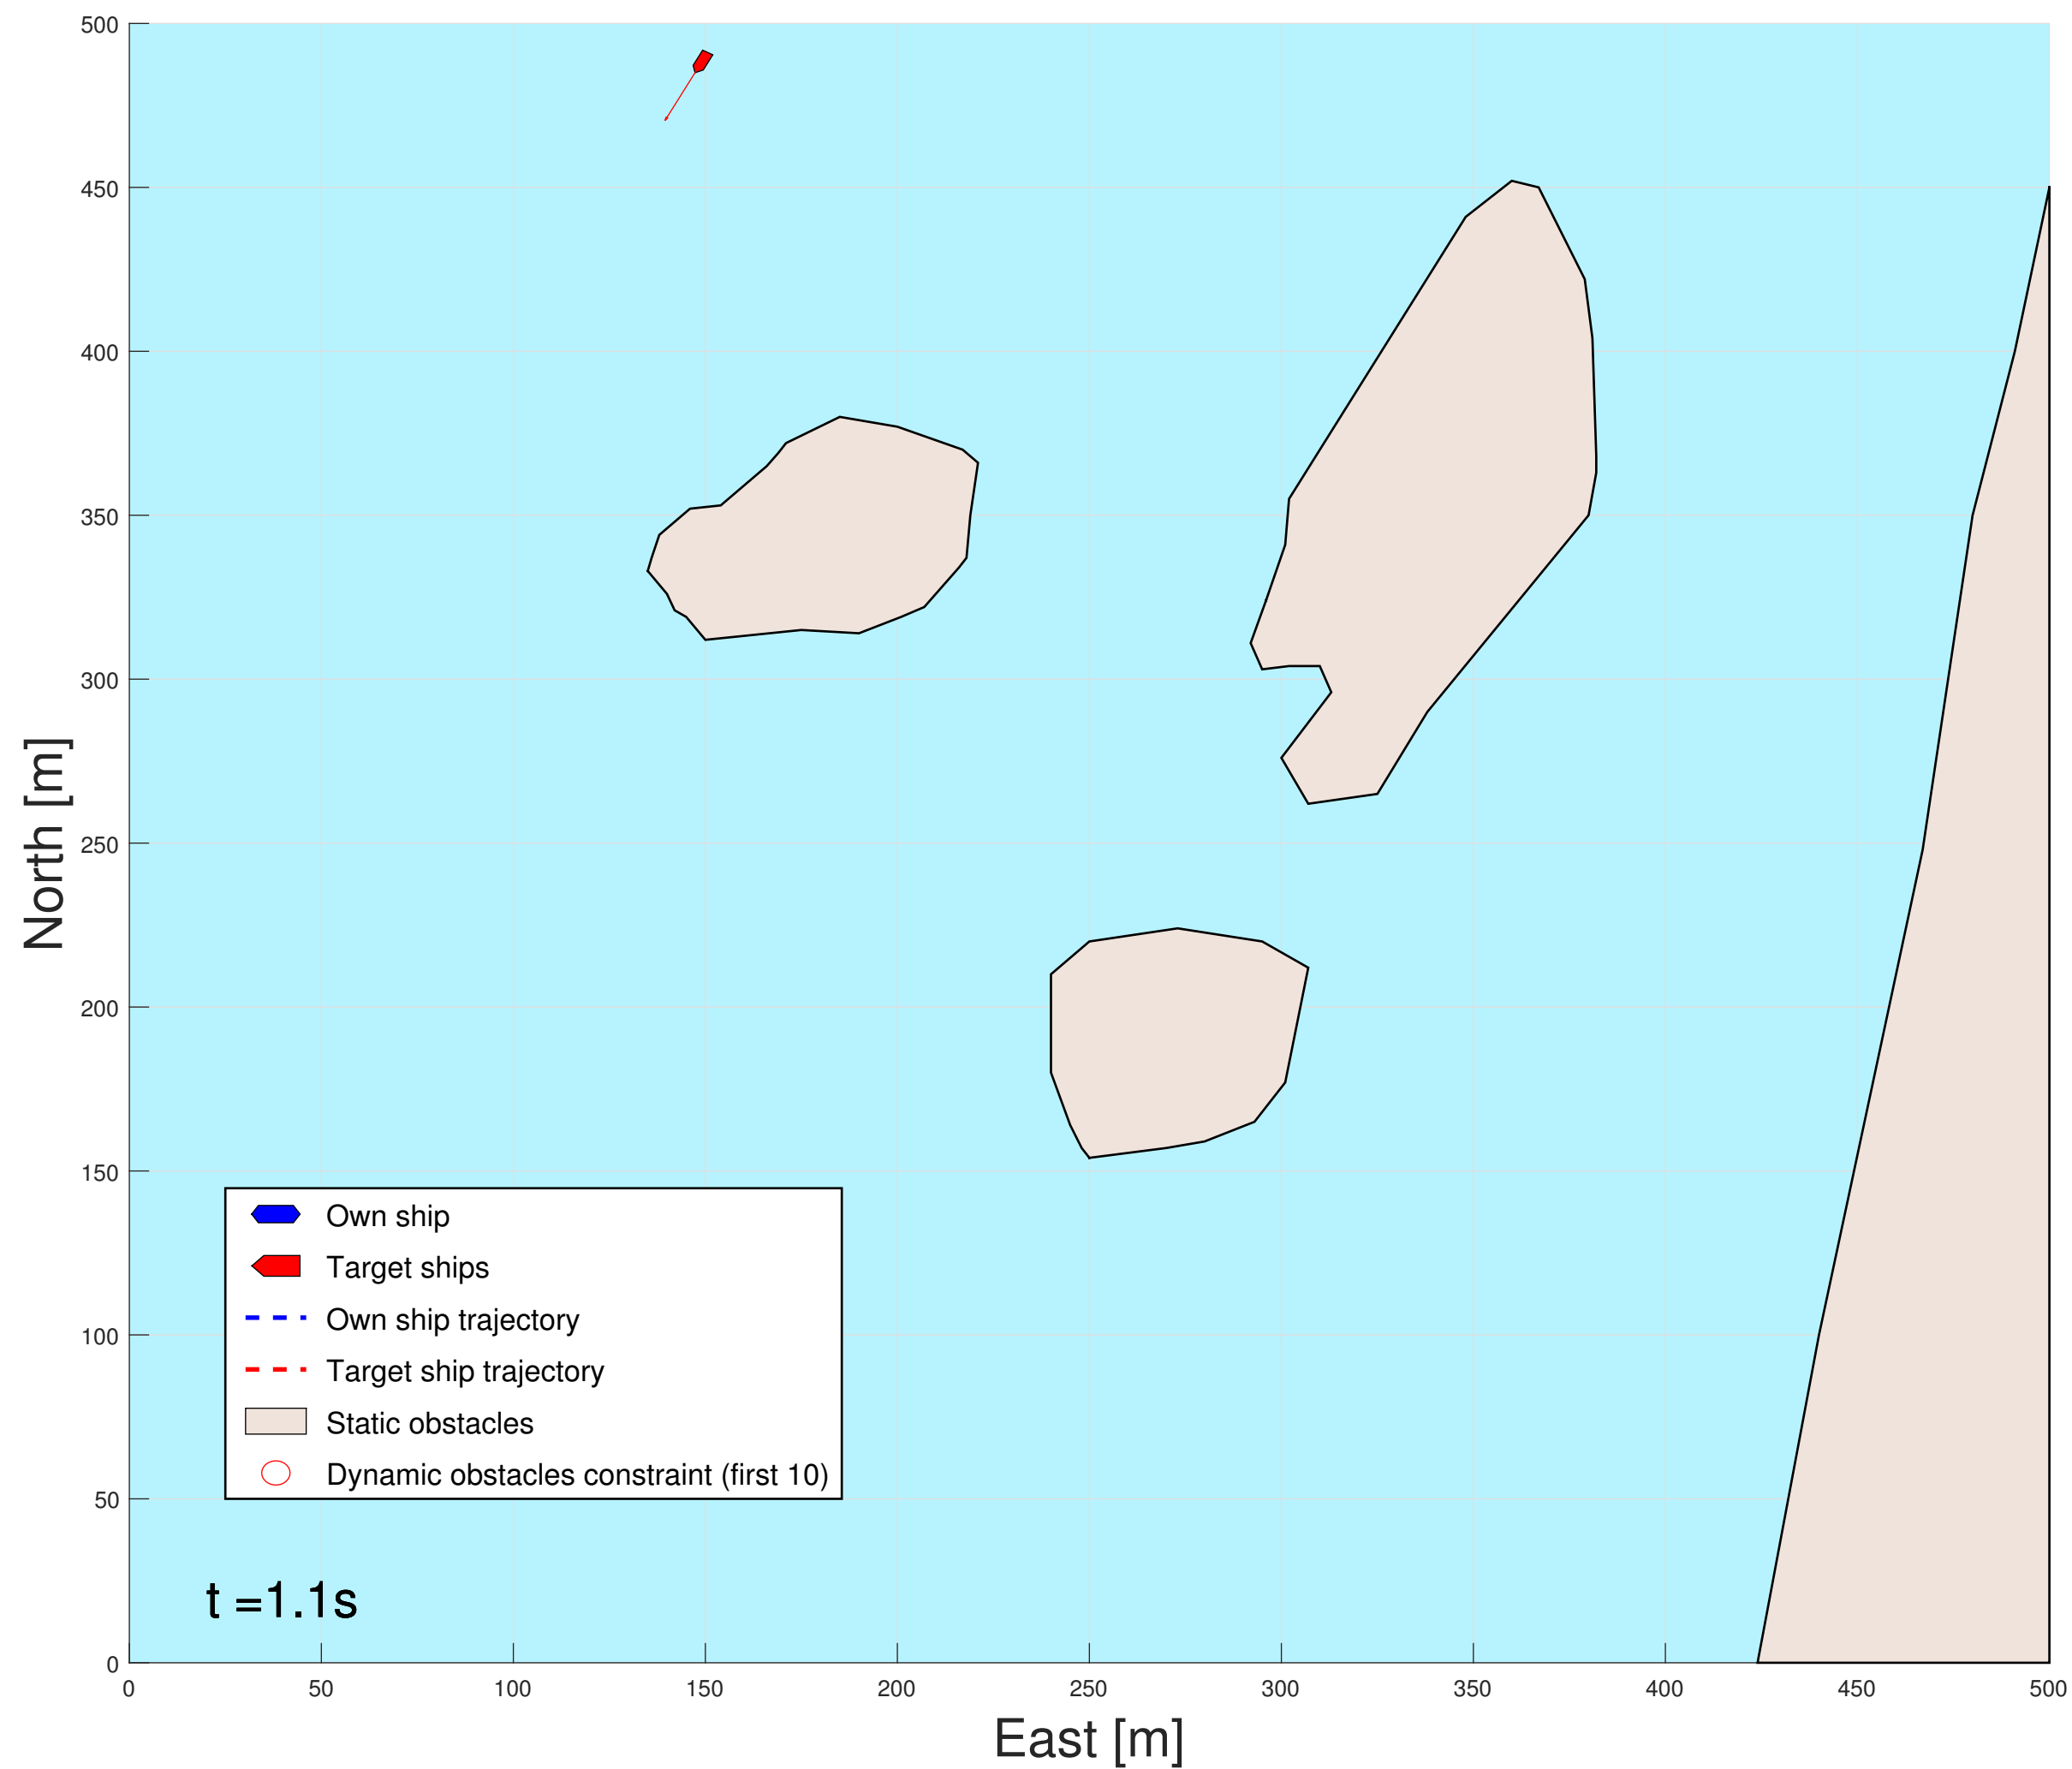 500
450
400
350
300
250
200
150
100
50
0
North [m]
Own ship
Target ships
Own ship trajectory
Target ship trajectory
Static obstacles
Dynamic obstacles constraint (first 10)
t =1.1s
0 50 100 150 200 250 300 350 400 450 500
East [m]